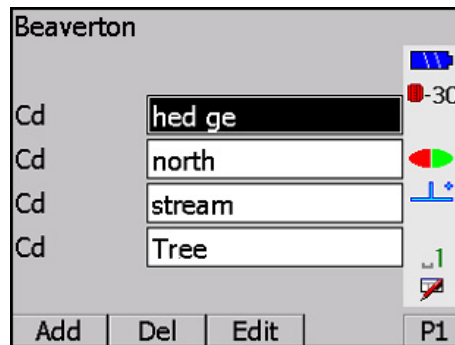 Beaverton
-30
Cd hed ge
Cd north
Cd stream
Cd Tree
1
Add Del Edit P1